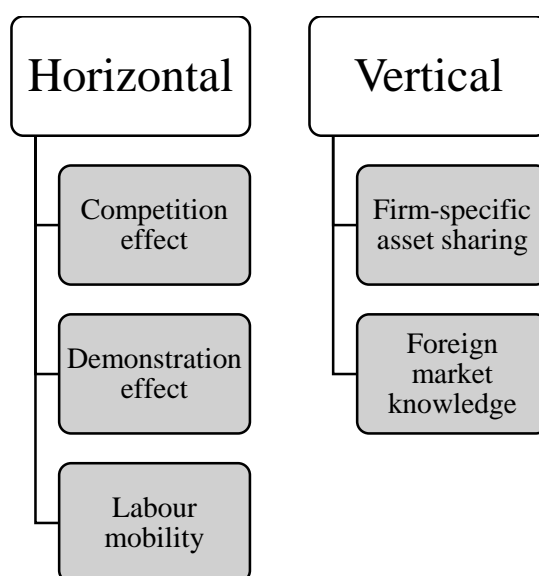 Horizontal
Competition
effect
Demonstration
effect
Labour
mobility
Vertical
Firm-specific
asset sharing
Foreign
market
knowledge